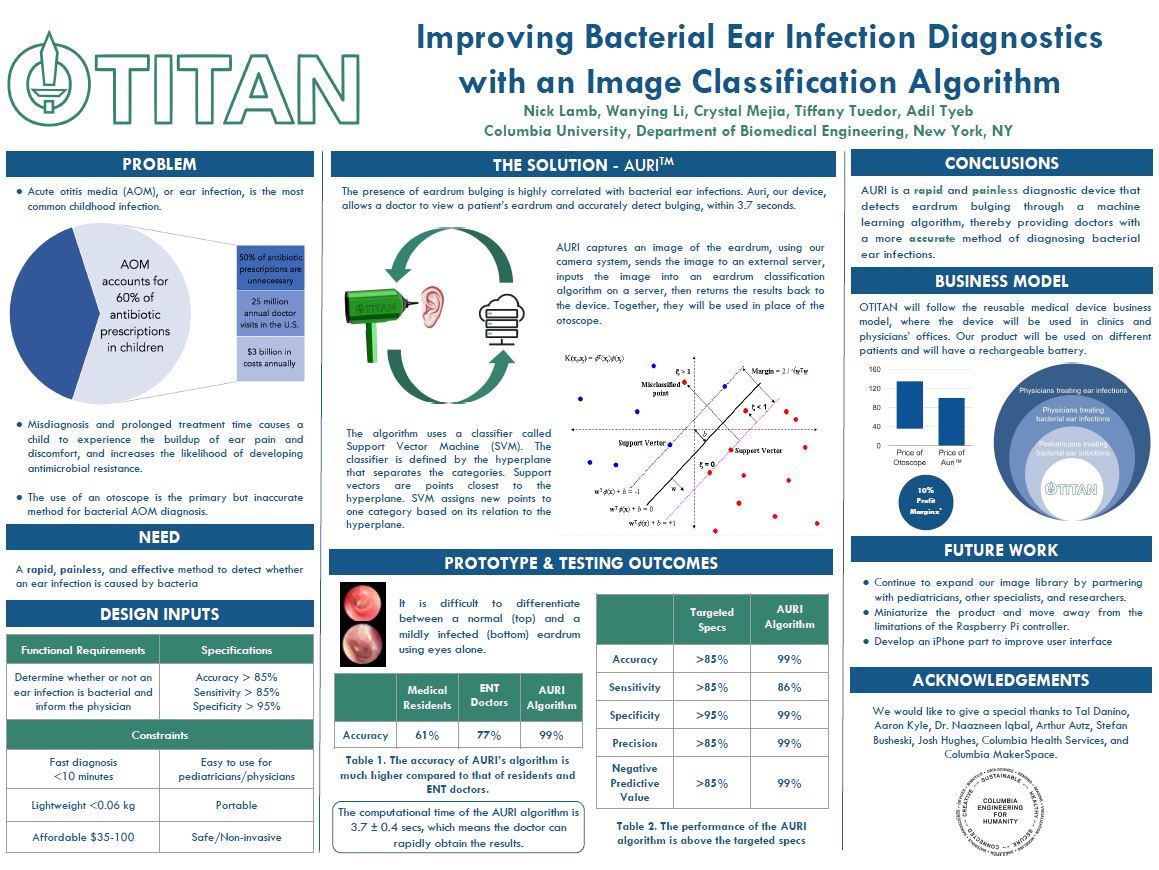 OTITAN
Improving Bacterial Ear Infection Diagnostics
with an Image Classification Algorithm
Nick Lamb, Wanying Li, Crystal Mejia, Tiffany Tuedor, Adil Tyeb
Columbia University, Department of Biomedical Engineering, New York, NY
PROBLEM
● Acute otitis media (AOM), or ear infection, is the most
common childhood infection.
AOM
accounts for
60% of
antibiotic
prescriptions
in children
50% of antibiotic
prescriptions are
unnecessary
25 million
annual doctor
visits in the U.S.
$3 billion in
costs annually
● Misdiagnosis and prolonged treatment time causes a
child to experience the buildup of ear pain and
discomfort, and increases the likelihood of developing
antimicrobial resistance.
● The use of an otoscope is the primary but inaccurate
method for bacterial AOM diagnosis.
NEED
A rapid, painless, and effective method to detect whether
an ear infection is caused by bacteria
DESIGN INPUTS
Functional Requirements Specifications
Determine whether or not an
ear infection is bacterial and
inform the physician
Accuracy > 85%
Sensitivity > 85%
Specificity > 95%
Constraints
Fast diagnosis
<10 minutes
Easy to use for
pediatricians/physicians
Lightweight <0.06 kg Portable
Affordable $35-100 Safe/Non-invasive
THE SOLUTION - AURI™
The presence of eardrum bulging is highly correlated with bacterial ear infections. Auri, our device,
allows a doctor to view a patient's eardrum and accurately detect bulging, within 3.7 seconds.
AURI captures an image of the eardrum, using our
camera system, sends the image to an external server,
inputs the image into an eardrum classification
algorithm on a server, then returns the results back to
the device. Together, they will be used in place of the
otoscope.
The algorithm uses a classifier called
Support Vector Machine (SVM). The
classifier is defined by the hyperplane
that separates the categories. Support
vectors are points closest to the
hyperplane. SVM assigns new points to
one category based on its relation to the
hyperplane.
ξ > 1
Margin = 2 / √wᵀw
Misclassified
point
ξ < 1
b
Support Vector
Support Vector
ξ = 0
w
wᵀϕ(x) + b = -1
wᵀϕ(x) + b = 0
wᵀϕ(x) + b = +1
PROTOTYPE & TESTING OUTCOMES
It is difficult to differentiate
between a normal (top) and a
mildly infected (bottom) eardrum
using eyes alone.
Medical
Residents
ENT
Doctors
AURI
Algorithm
Accuracy 61% 77% 99%
Table 1. The accuracy of AURI's algorithm is
much higher compared to that of residents and
ENT doctors.
The computational time of the AURI algorithm is
3.7 ± 0.4 secs, which means the doctor can
rapidly obtain the results.
Targeted
Specs
AURI
Algorithm
Accuracy >85% 99%
Sensitivity >85% 86%
Specificity >95% 99%
Precision >85% 99%
Negative
Predictive
Value
>85% 99%
Table 2. The performance of the AURI
algorithm is above the targeted specs
CONCLUSIONS
AURI is a rapid and painless diagnostic device that
detects eardrum bulging through a machine
learning algorithm, thereby providing doctors with
a more accurate method of diagnosing bacterial
ear infections.
BUSINESS MODEL
OTITAN will follow the reusable medical device business
model, where the device will be used in clinics and
physicians' offices. Our product will be used on different
patients and will have a rechargeable battery.
160
120
80
40
0
Price of
Otoscope
Price of
Auri™
10%
Profit
Marginx*
Physicians treating ear infections
Physicians treating
bacterial ear infections
Pediatricians treating
bacterial ear infections
OTITAN
FUTURE WORK
● Continue to expand our image library by partnering
with pediatricians, other specialists, and researchers.
● Miniaturize the product and move away from the
limitations of the Raspberry Pi controller.
● Develop an iPhone part to improve user interface
ACKNOWLEDGEMENTS
We would like to give a special thanks to Tal Danino,
Aaron Kyle, Dr. Naazneen Iqbal, Arthur Autz, Stefan
Busheski, Josh Hughes, Columbia Health Services, and
Columbia MakerSpace.
SUSTAINABLE
HEALTHY
SECURE
CONNECTED
CREATIVE
COLUMBIA
ENGINEERING
FOR
HUMANITY